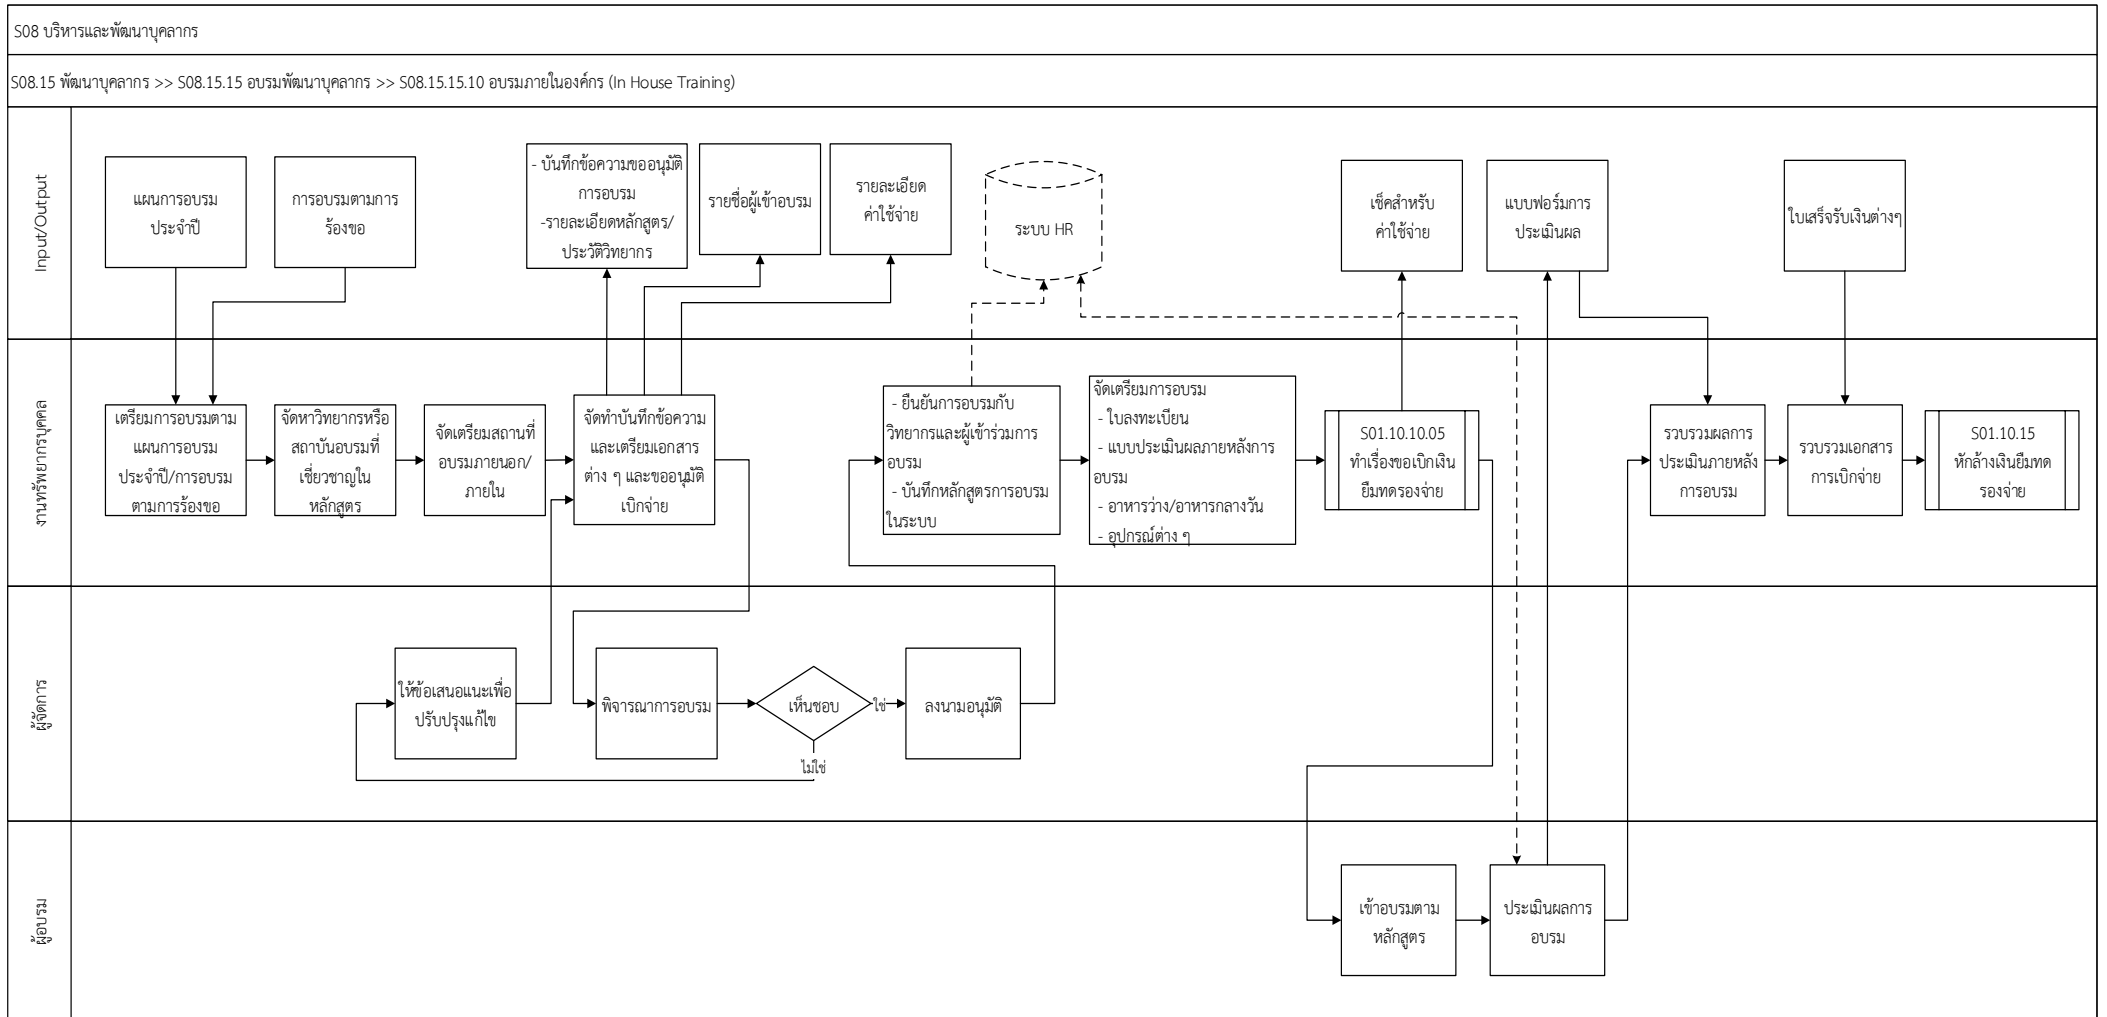 S08 บริหารและพัฒนาบุคลากร
S08.15 พัฒนาบุคลากร >> S08.15.15 อบรมพัฒนาบุคลากร >> S08.15.15.10 อบรมภายในองค์กร (In House Training)
Input/Output
แผนการอบรม
ประจำปี
การอบรมตามการ
ร้องขอ
- บันทึกข้อความขออนุมัติ
การอบรม
-รายละเอียดหลักสูตร/
ประวัติวิทยากร
รายชื่อผู้เข้าอบรม
รายละเอียด
ค่าใช้จ่าย
ระบบ HR
เช็คสำหรับ
ค่าใช้จ่าย
แบบฟอร์มการ
ประเมินผล
ใบเสร็จรับเงินต่างๆ
งานทรัพยากรบุคคล
เตรียมการอบรมตาม
แผนการอบรม
ประจำปี/การอบรม
ตามการร้องขอ
จัดหาวิทยากรหรือ
สถาบันอบรมที่
เชี่ยวชาญใน
หลักสูตร
จัดเตรียมสถานที่
อบรมภายนอก/
ภายใน
จัดทำบันทึกข้อความ
และเตรียมเอกสาร
ต่าง ๆ และขออนุมัติ
เบิกจ่าย
- ยืนยันการอบรมกับ
วิทยากรและผู้เข้าร่วมการ
อบรม
- บันทึกหลักสูตรการอบรม
ในระบบ
จัดเตรียมการอบรม
- ใบลงทะเบียน
- แบบประเมินผลภายหลังการ
อบรม
- อาหารว่าง/อาหารกลางวัน
- อุปกรณ์ต่าง ๆ
S01.10.10.05
ทำเรื่องขอเบิกเงิน
ยืมทดรองจ่าย
รวบรวมผลการ
ประเมินภายหลัง
การอบรม
รวบรวมเอกสาร
การเบิกจ่าย
S01.10.15
หักล้างเงินยืมทด
รองจ่าย
ผู้จัดการ
ให้ข้อเสนอแนะเพื่อ
ปรับปรุงแก้ไข
พิจารณาการอบรม
เห็นชอบ
ใช่
ไม่ใช่
ลงนามอนุมัติ
ผู้อบรม
เข้าอบรมตาม
หลักสูตร
ประเมินผลการ
อบรม